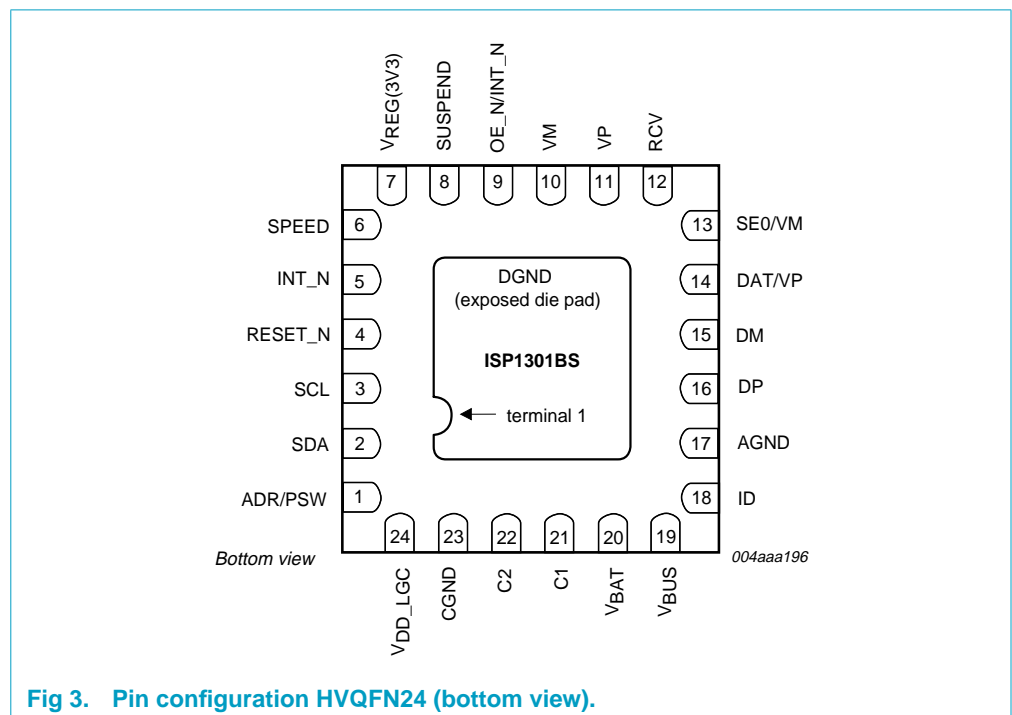 VREG(3V3)
SUSPEND
OE_N/INT_N
VM
VP
RCV
7
8
9
10
11
12
SPEED 6
13 SE0/VM
INT_N 5
14 DAT/VP
RESET_N 4
15 DM
SCL 3
16 DP
SDA 2
17 AGND
ADR/PSW 1
18 ID
DGND
(exposed die pad)
ISP1301BS
terminal 1
24
23
22
21
20
19
Bottom view
004aaa196
VDD_LGC
CGND
C2
C1
VBAT
VBUS
Fig 3. Pin configuration HVQFN24 (bottom view).